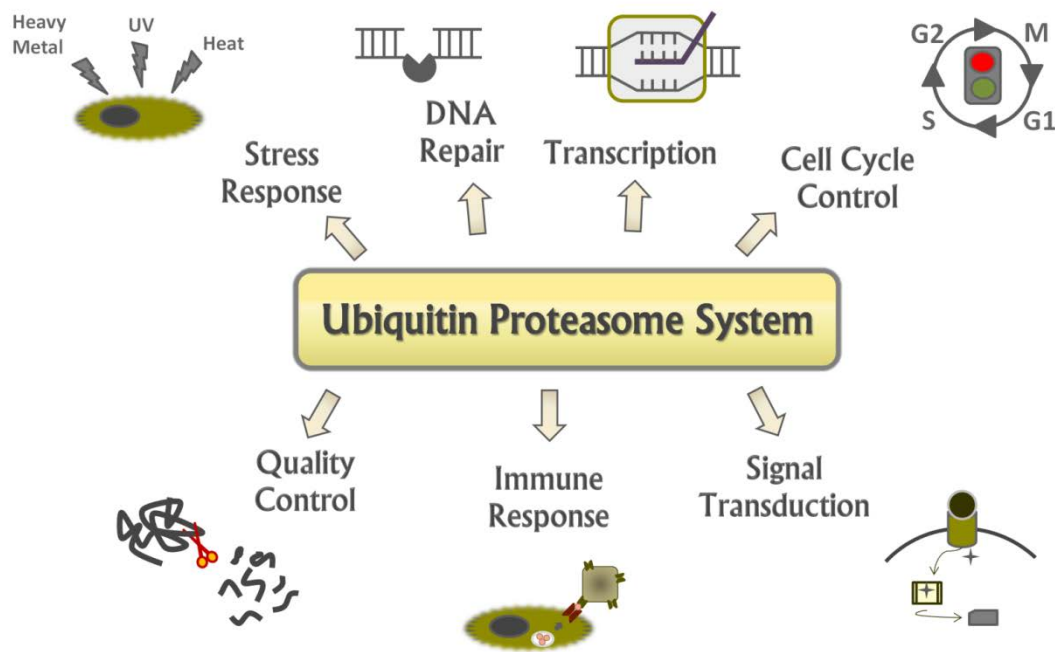 Heavy
Metal
UV
Heat
G2
M
S
G1
DNA
Repair
Transcription
Stress
Response
Cell Cycle
Control
Ubiquitin Proteasome System
Quality
Control
Immune
Response
Signal
Transduction